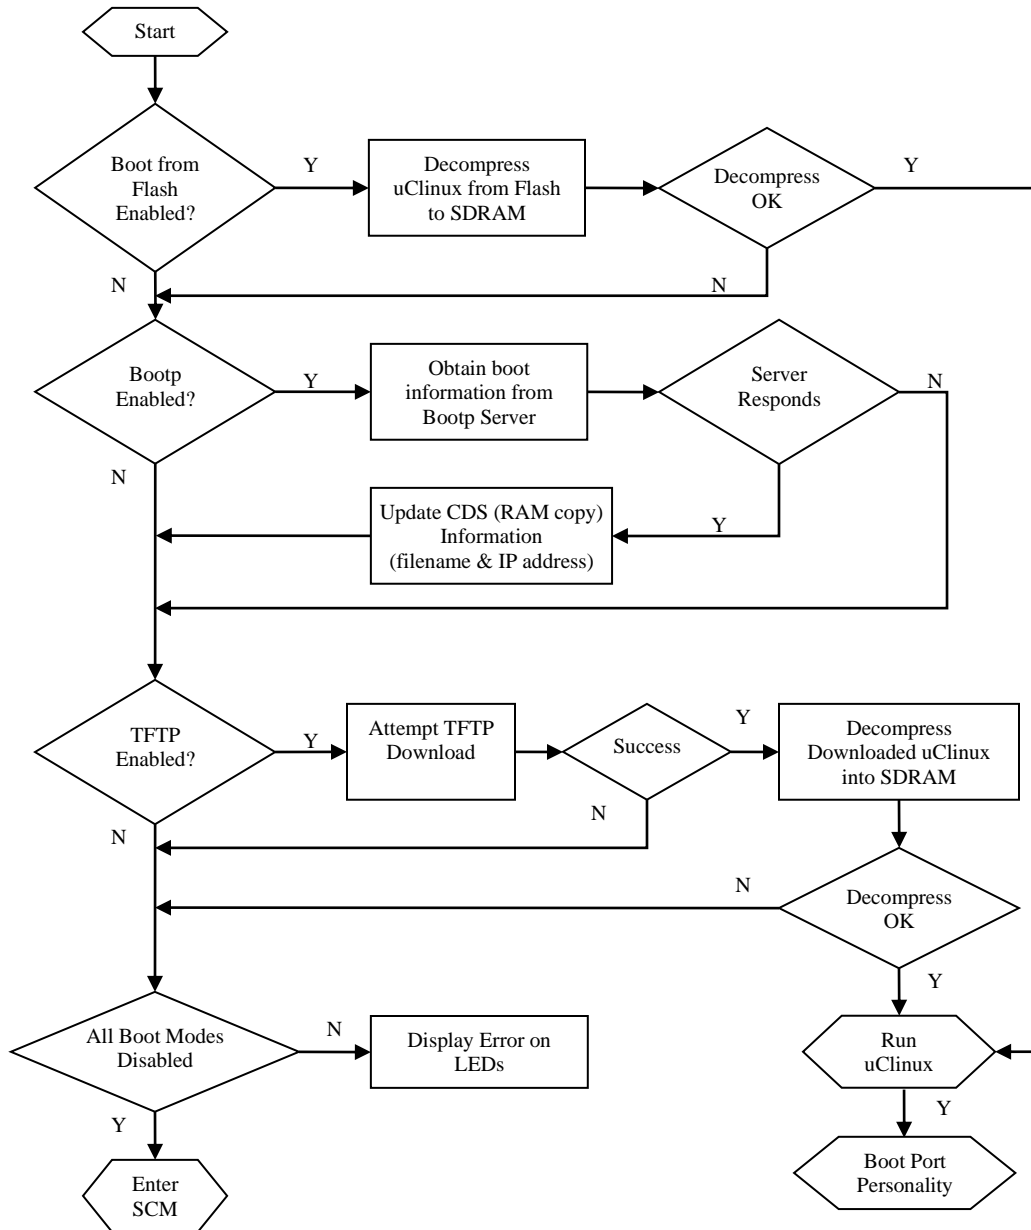 Start
Boot from
Flash
Enabled?
Y
Decompress
uClinux from Flash
to SDRAM
Decompress
OK
Y
N
N
Bootp
Enabled?
Y
Obtain boot
information from
Bootp Server
Server
Responds
N
N
Update CDS (RAM copy)
Information
(filename & IP address)
Y
TFTP
Enabled?
Y
Attempt TFTP
Download
Success
Y
Decompress
Downloaded uClinux
into SDRAM
N
N
N
Decompress
OK
Y
All Boot Modes
Disabled
N
Display Error on
LEDs
Run
uClinux
Y
Y
Enter
SCM
Boot Port
Personality